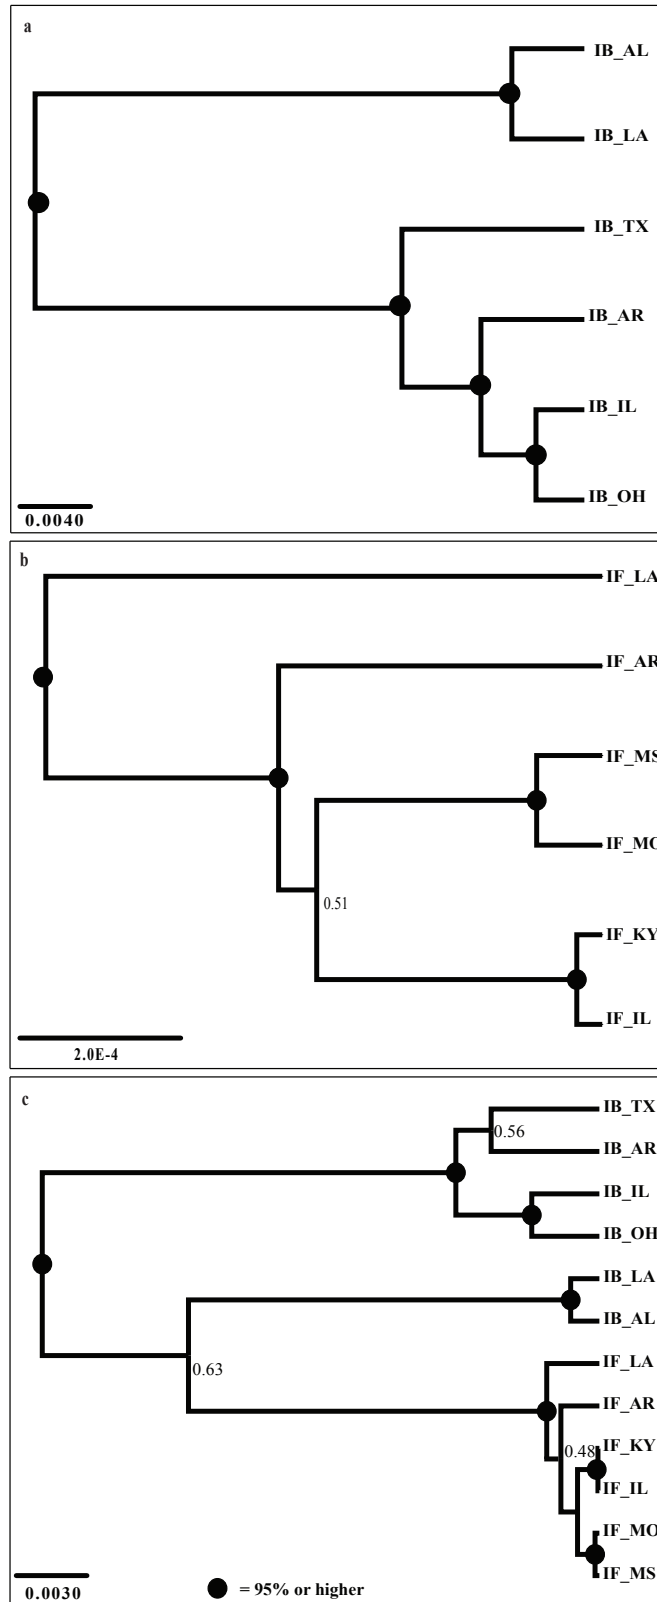 a
IB_AL
IB_LA
IB_TX
IB_AR
IB_IL
IB_OH
0.0040
b
IF_LA
IF_AR
IF_MS
IF_MO
0.51
IF_KY
IF_IL
2.0E-4
c
IB_TX
0.56
IB_AR
IB_IL
IB_OH
IB_LA
IB_AL
IF_LA
0.63
IF_AR
IF_KY
0.48
IF_IL
IF_MO
IF_MS
0.0030
= 95% or higher